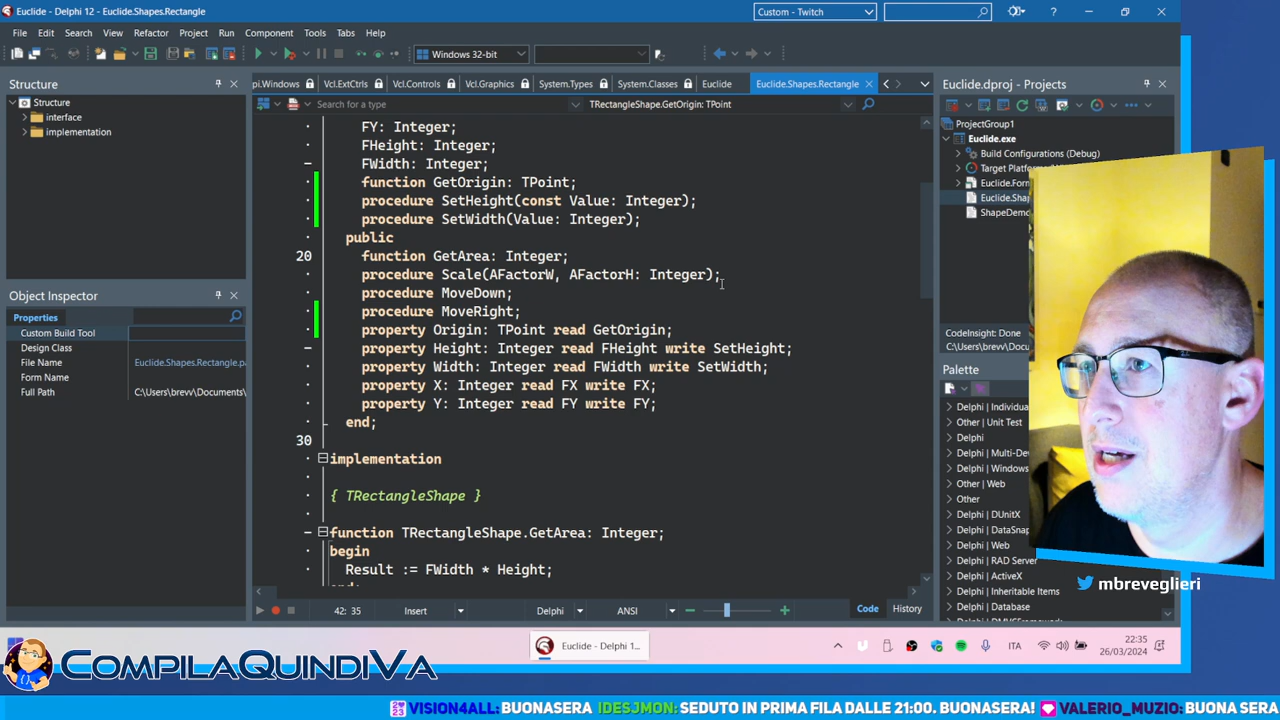 Euclide - Delphi 12 - Euclide.Shapes.Rectangle
Custom - Twitch
File Edit Search View Refactor Project Run Component Tools Tabs Help
Windows 32-bit
Structure
Structure
interface
implementation
Object Inspector
Properties
Custom Build Tool
Design Class
File Name Euclide.Shapes.Rectangle.pa
Form Name
Full Path C:\Users\brevv\Documents\
pi.Windows Vcl.ExtCtrls Vcl.Controls Vcl.Graphics System.Types System.Classes Euclide Euclide.Shapes.Rectangle
Search for a type TRectangleShape.GetOrigin: TPoint
FY: Integer;
FHeight: Integer;
FWidth: Integer;
function GetOrigin: TPoint;
procedure SetHeight(const Value: Integer);
procedure SetWidth(Value: Integer);
public
20 function GetArea: Integer;
procedure Scale(AFactorW, AFactorH: Integer);
procedure MoveDown;
procedure MoveRight;
property Origin: TPoint read GetOrigin;
property Height: Integer read FHeight write SetHeight;
property Width: Integer read FWidth write SetWidth;
property X: Integer read FX write FX;
property Y: Integer read FY write FY;
end;
30
implementation
{ TRectangleShape }
function TRectangleShape.GetArea: Integer;
begin
Result := FWidth * Height;
42: 35 Insert Delphi ANSI Code History
Euclide.dproj - Projects
ProjectGroup1
Euclide.exe
Build Configurations (Debug)
Target Platforms
Euclide.Form
Euclide.Sha
ShapeDemo
CodeInsight: Done
C:\Users\brevv\Docume
Palette
Delphi | Individua
Other | Unit Test
Delphi
Delphi | Multi-Dev
Delphi | Windows
Other | Web
Other
Delphi | DUnitX
Delphi | DataSnap
Delphi | Web
Delphi | RAD Server
Delphi | ActiveX
Delphi | Inheritable Items
Delphi | Database
mbreveglieri
Euclide - Delphi 1...
ITA
22:35
26/03/2024
COMPILAQUINDIVA
VISION4ALL: BUONASERA IDESJMON: SEDUTO IN PRIMA FILA DALLE 21:00. BUONASERA! VALERIO_MUZIO: BUONA SERA